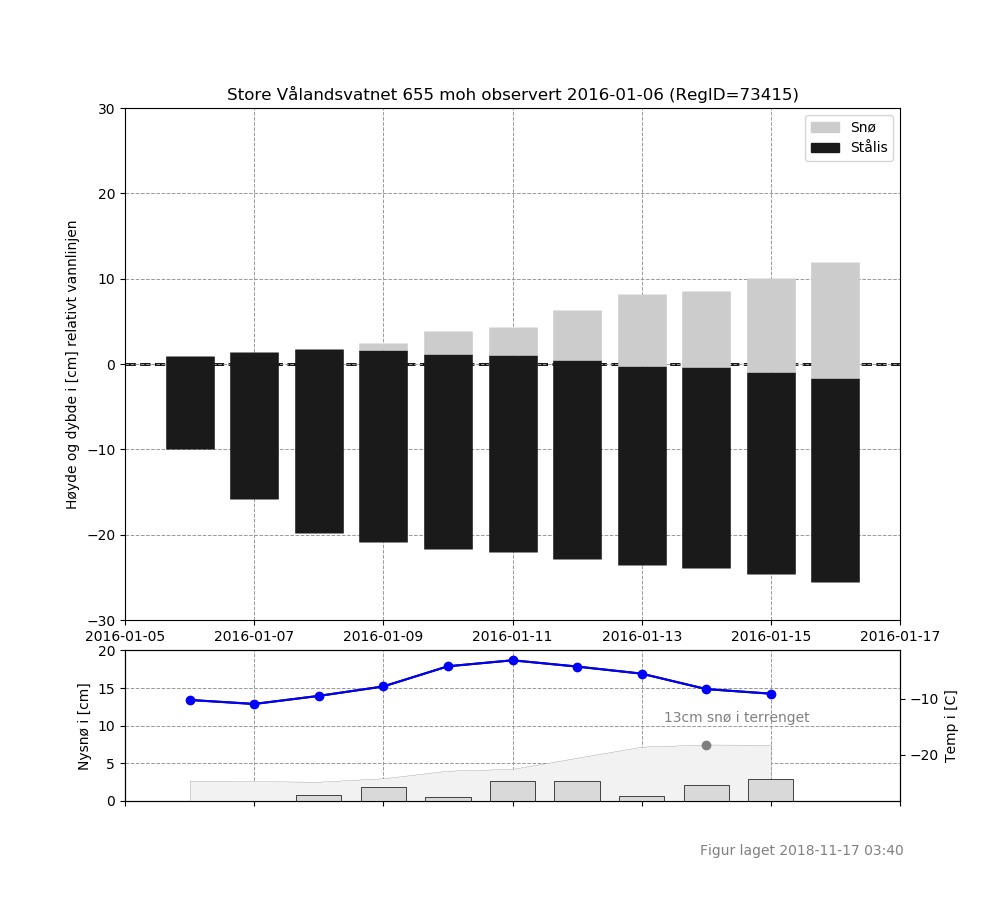 Store Vålandsvatnet 655 moh observert 2016-01-06 (RegID=73415)
Snø
Stålis
Høyde og dybde i [cm] relativt vannlinjen
30
20
10
0
−10
−20
−30
2016-01-05 2016-01-07 2016-01-09 2016-01-11 2016-01-13 2016-01-15 2016-01-17
Nysnø i [cm]
20
15
10
5
0
13cm snø i terrenget
−10
−20
Temp i [C]
Figur laget 2018-11-17 03:40